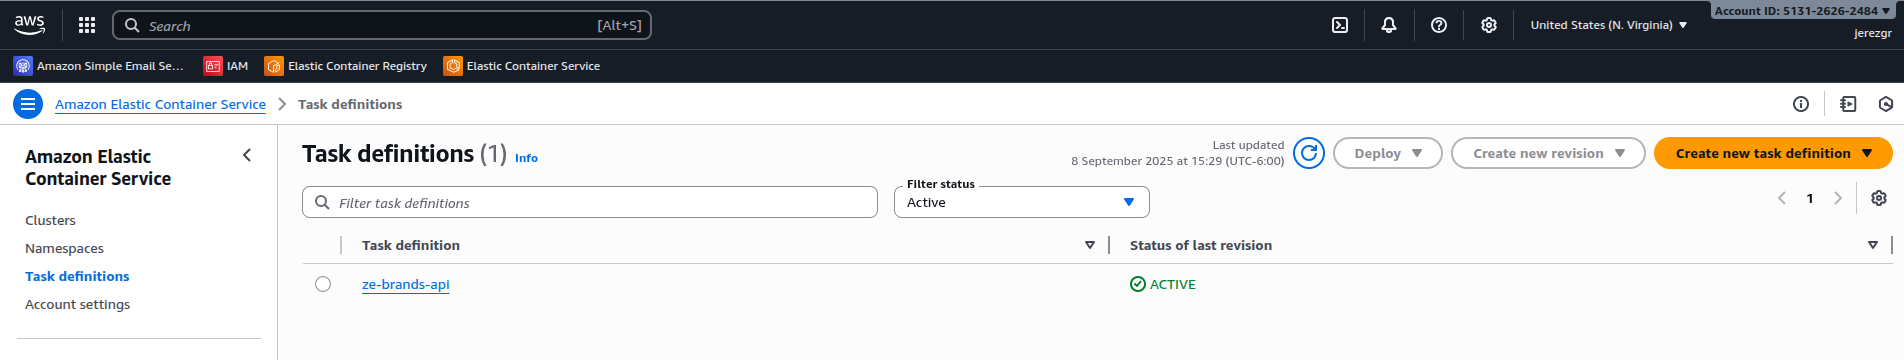 aws
Search [Alt+S]
United States (N. Virginia)
Account ID: 5131-2626-2484
jerezgr
Amazon Simple Email Se... IAM Elastic Container Registry Elastic Container Service
Amazon Elastic Container Service Task definitions
Amazon Elastic
Container Service
Clusters
Namespaces
Task definitions
Account settings
Task definitions (1) Info
Last updated
8 September 2025 at 15:29 (UTC-6:00)
Deploy Create new revision Create new task definition
Filter task definitions
Filter status
Active
1
Task definition Status of last revision
ze-brands-api ACTIVE